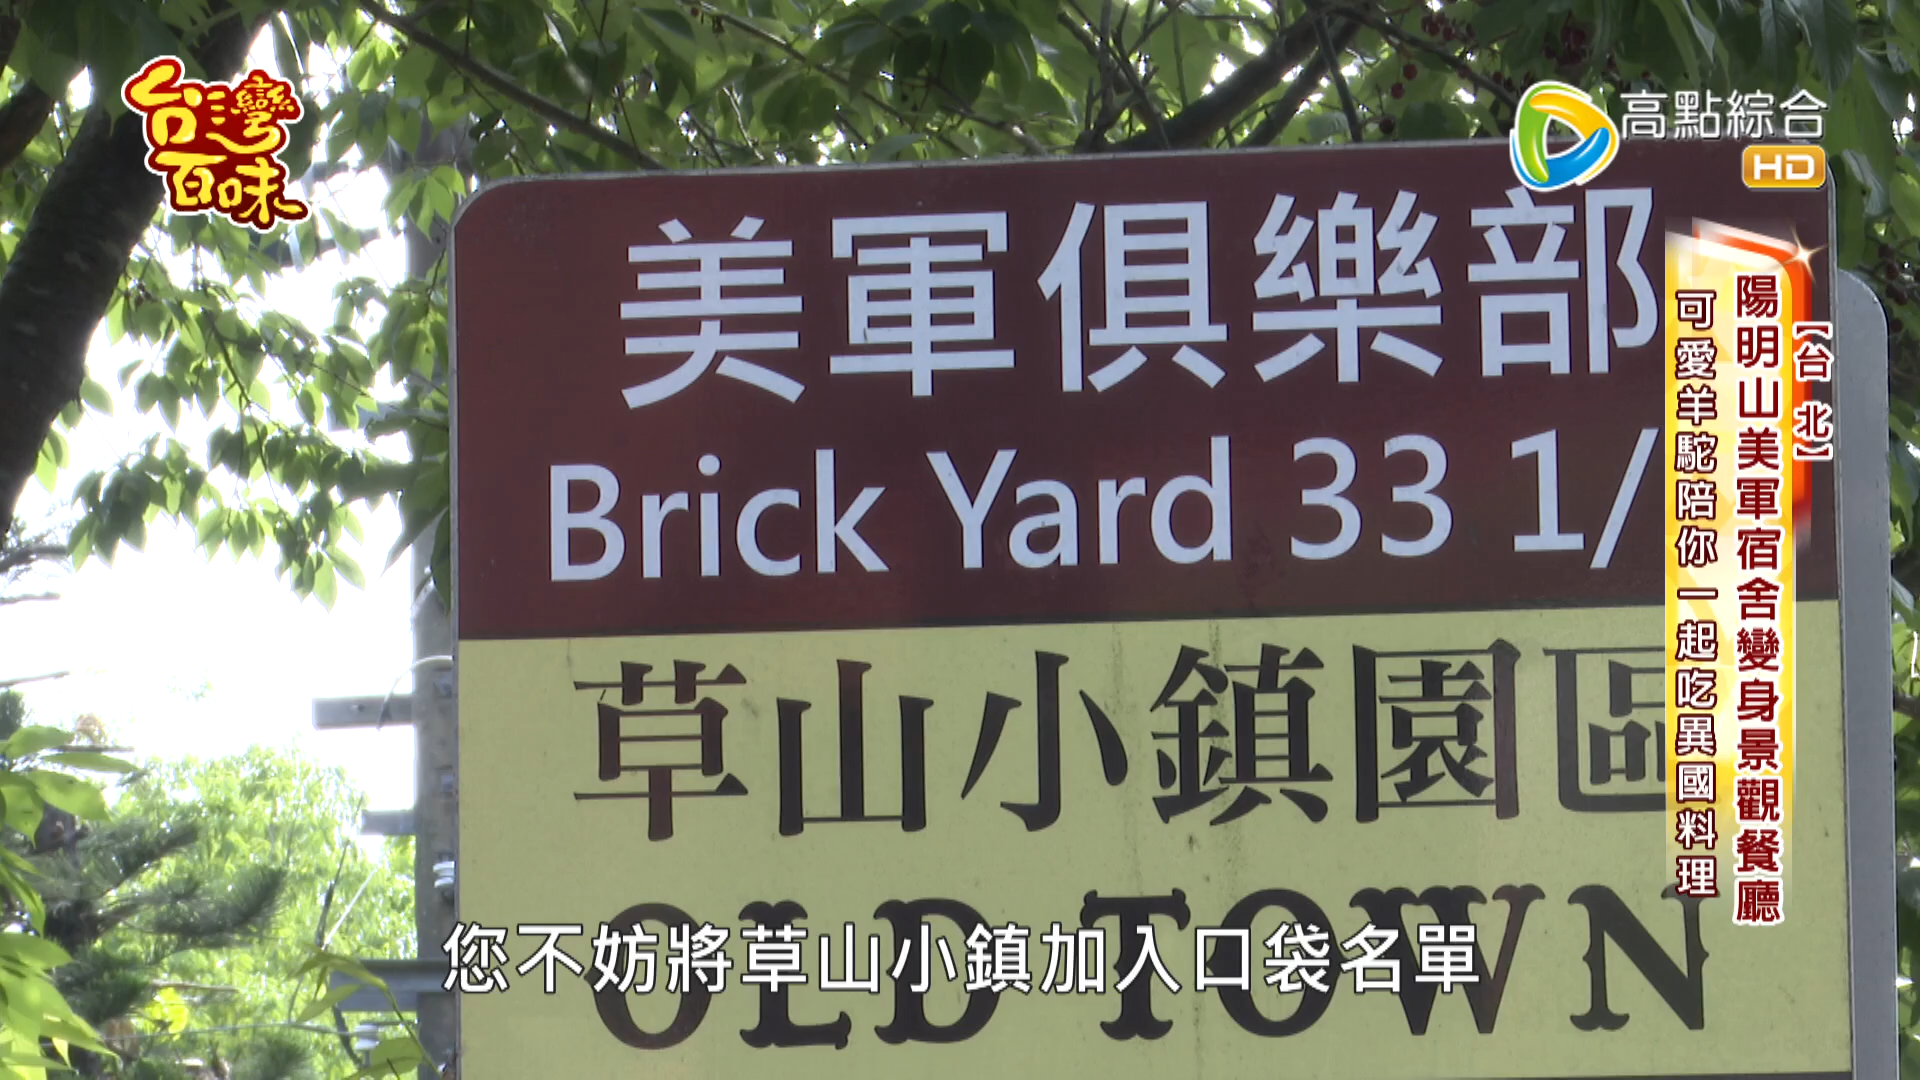 台灣
百味
高點綜合
HD
【台北】
陽明山美軍宿舍變身景觀餐廳
可愛羊駝陪你一起吃異國料理
美軍俱樂部
Brick Yard 33 1/
草山小鎮園區
OLD TOWN
您不妨將草山小鎮加入口袋名單